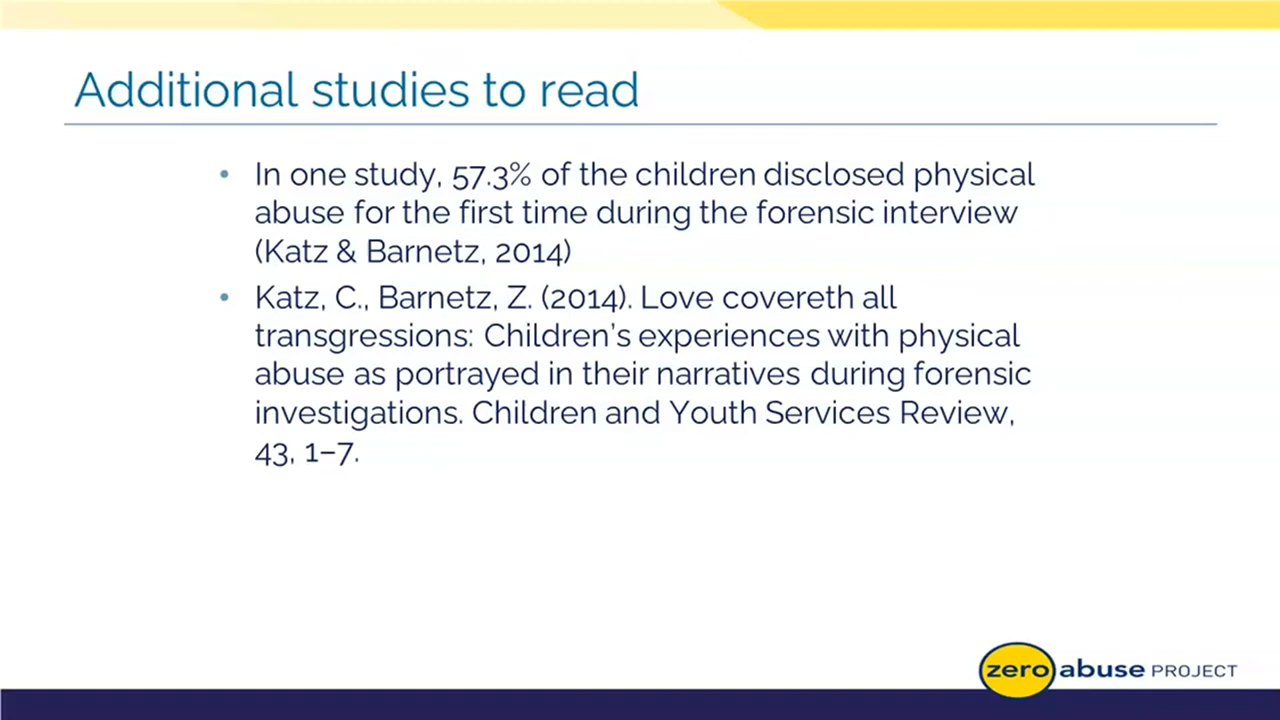 Additional studies to read
• In one study, 57.3% of the children disclosed physical
abuse for the first time during the forensic interview
(Katz & Barnetz, 2014)
• Katz, C., Barnetz, Z. (2014). Love covereth all
transgressions: Children’s experiences with physical
abuse as portrayed in their narratives during forensic
investigations. Children and Youth Services Review,
43, 1–7.
zero abuse PROJECT